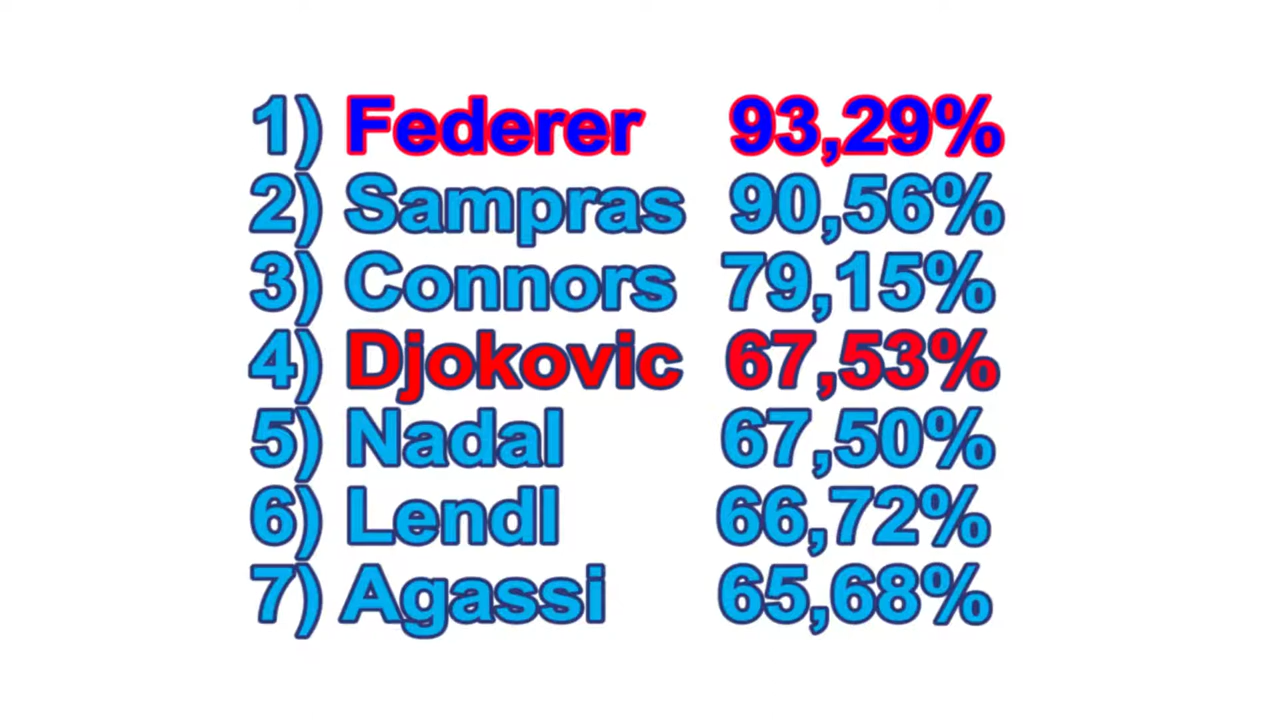 1) Federer 93,29%
2) Sampras 90,56%
3) Connors 79,15%
4) Djokovic 67,53%
5) Nadal 67,50%
6) Lendl 66,72%
7) Agassi 65,68%